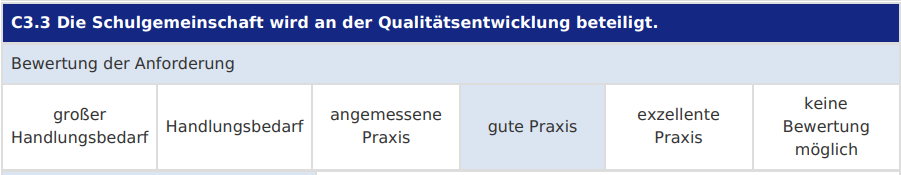 C3.3 Die Schulgemeinschaft wird an der Qualitätsentwicklung beteiligt.
Bewertung der Anforderung
großer
Handlungsbedarf
Handlungsbedarf
angemessene
Praxis
gute Praxis
exzellente
Praxis
keine
Bewertung
möglich